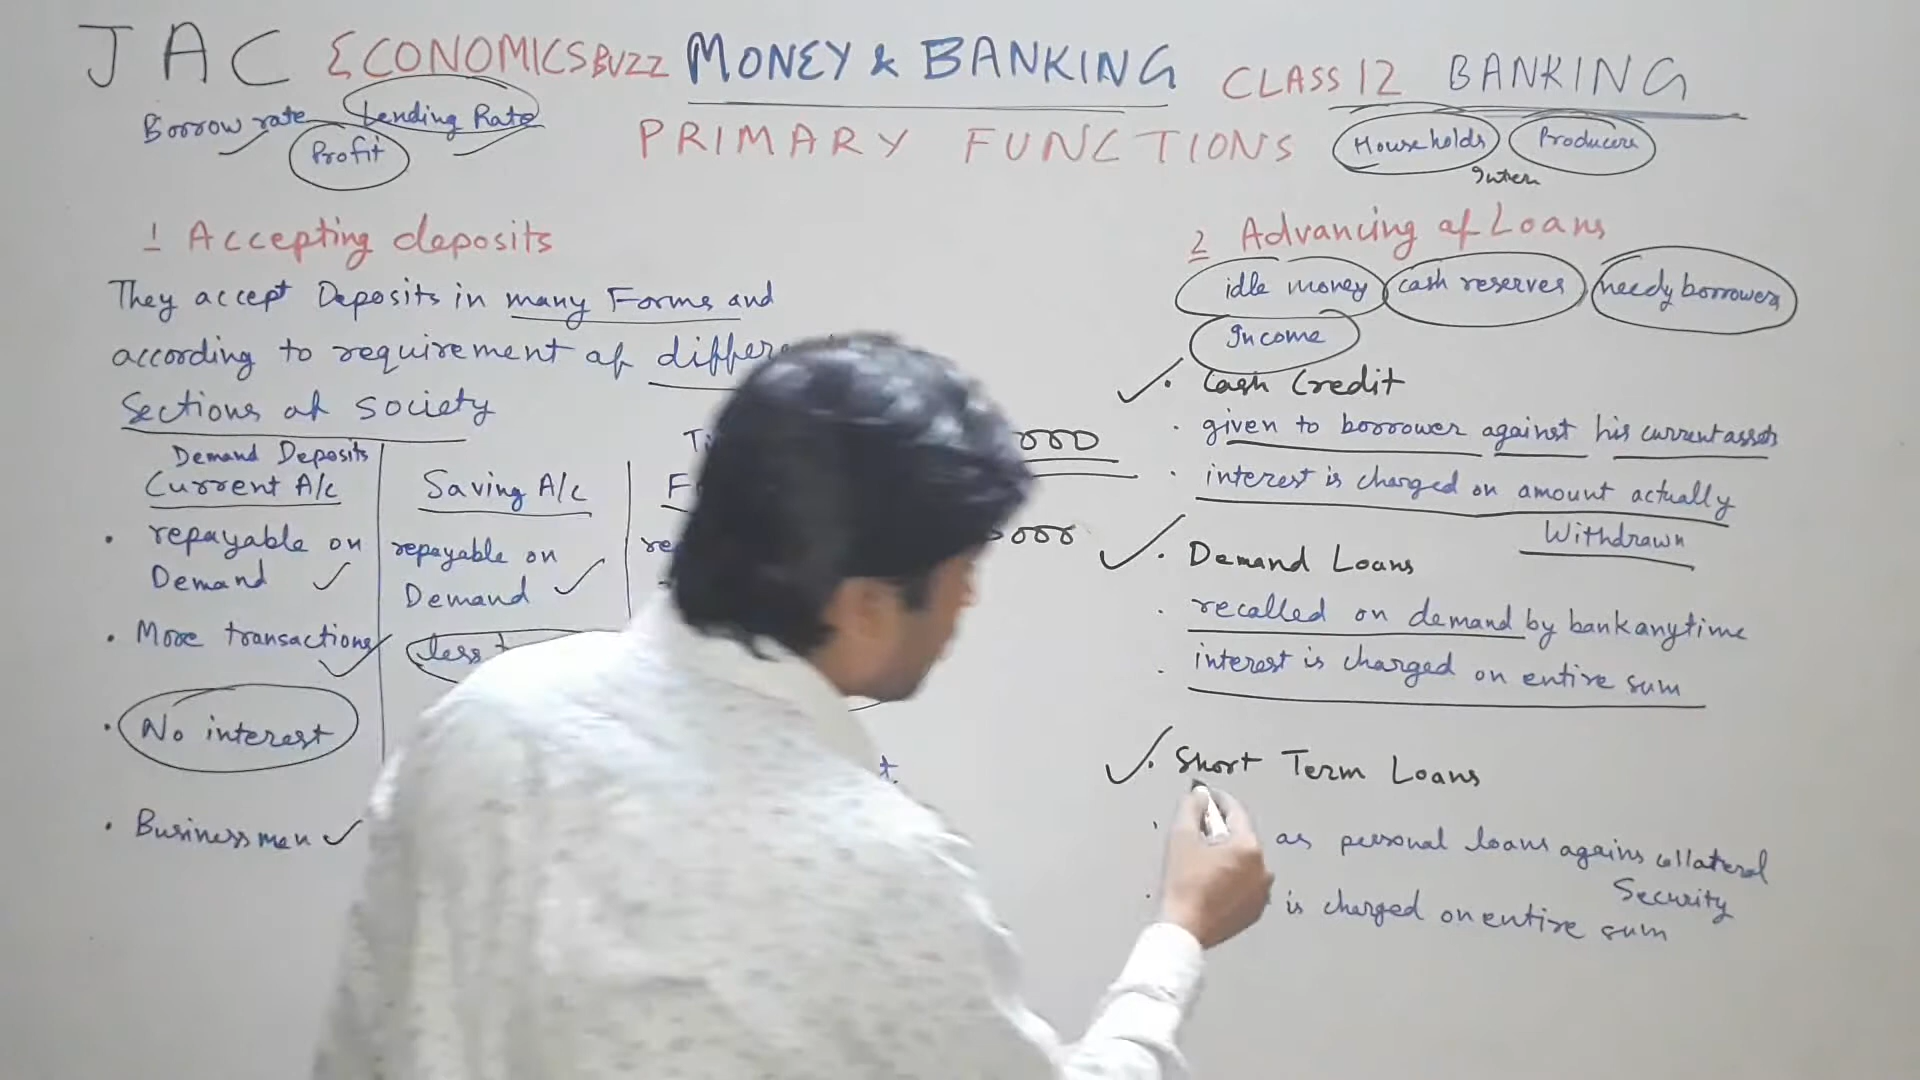 JAC ECONOMICSBUZZ MONEY & BANKING CLASS 12 BANKING
Borrow rate Lending Rate
Profit
PRIMARY FUNCTIONS
Households Producers
1 Accepting deposits
They accept Deposits in many Forms and
according to requirement of
Sections of Society
Demand Deposits
Current A/c
repayable on
Demand
More transactions
No interest
Businessmen
Saving A/c
repayable on
Demand
less
2 Advancing of Loans
idle money cash reserves needy borrowers
Income
Cash Credit
given to borrower against his current assets
interest is charged on amount actually
Withdrawn
Demand Loans
recalled on demand by bank anytime
interest is charged on entire sum
Short Term Loans
as personal loans agains collateral
Security
is charged on entire sum